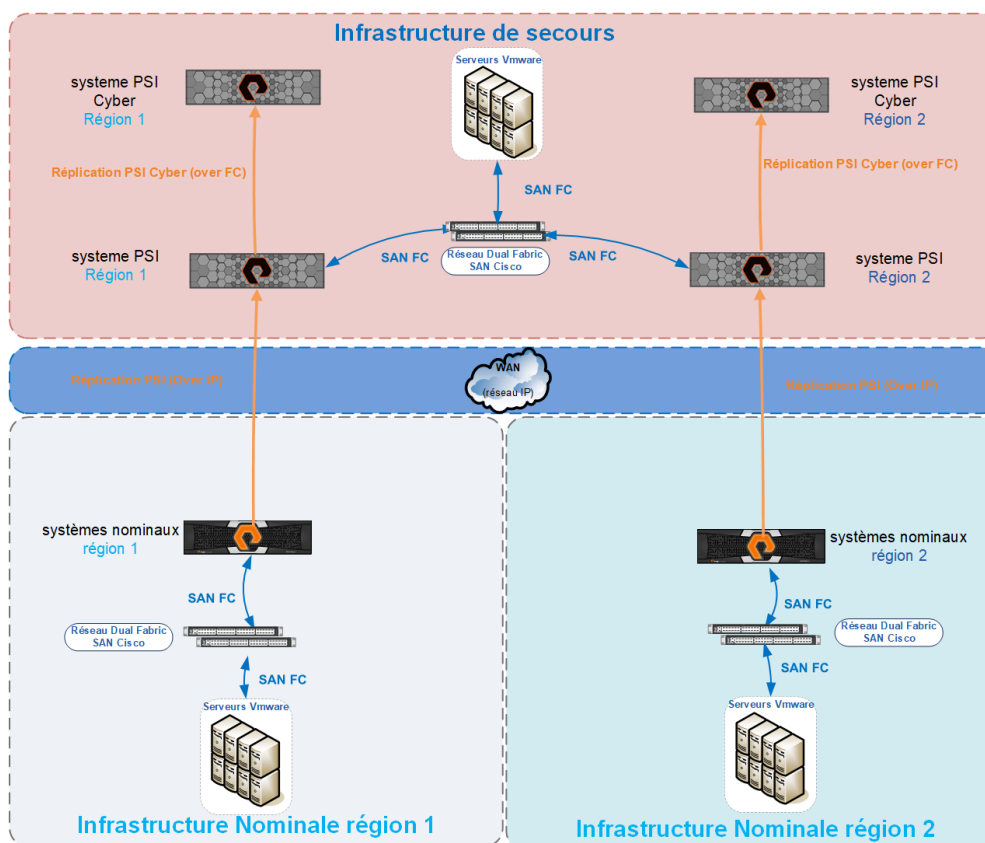 Infrastructure de secours
Serveurs Vmware
systeme PSI
Cyber
Région 1
systeme PSI
Cyber
Région 2
Réplication PSI Cyber (over FC)
Réplication PSI Cyber (over FC)
SAN FC
systeme PSI
Région 1
SAN FC
Réseau Dual Fabric
SAN Cisco
SAN FC
systeme PSI
Région 2
Réplication PSI (Over IP)
WAN
(réseau IP)
Réplication PSI (Over IP)
systèmes nominaux
région 1
systèmes nominaux
région 2
SAN FC
SAN FC
Réseau Dual Fabric
SAN Cisco
Réseau Dual Fabric
SAN Cisco
SAN FC
SAN FC
Serveurs Vmware
Serveurs Vmware
Infrastructure Nominale région 1
Infrastructure Nominale région 2